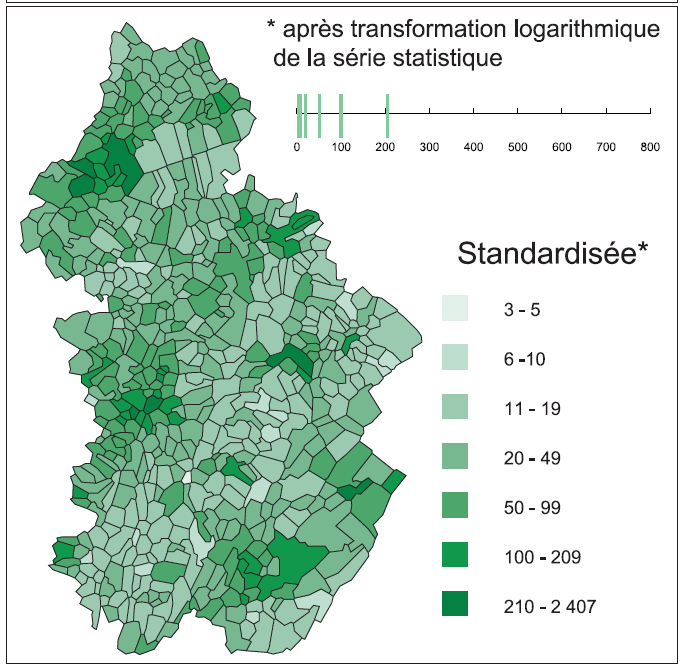 * après transformation logarithmique
de la série statistique
0 100 200 300 400 500 600 700 800
Standardisée*
3 - 5
6 -10
11 - 19
20 - 49
50 - 99
100 - 209
210 - 2 407